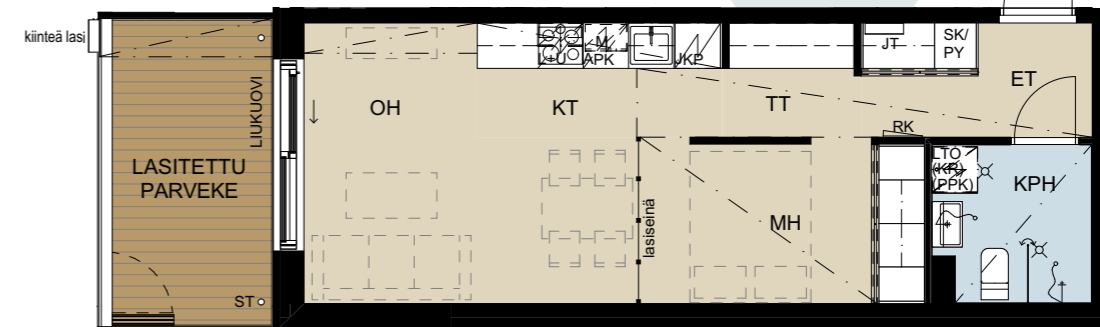 kiinteä lasi
LASITETTU
PARVEKE
LIUKUOVI
ST
OH
KT
L+U
M
APK
JKP
TT
JT
SK/
PY
ET
RK
LTO
(KR)
(PPK)
KPH
MH
lasiseinä